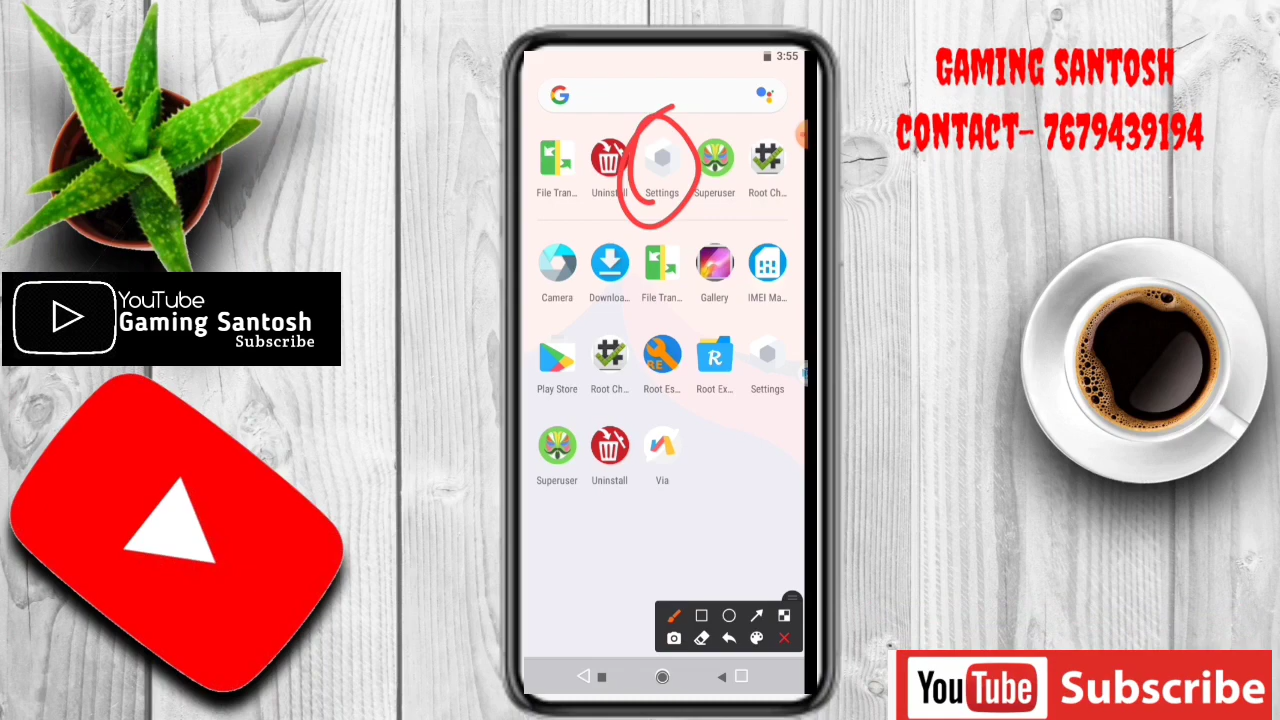 GAMING SANTOSH
CONTACT- 7679439194
YouTube
Gaming Santosh
Subscribe
3:55
File Tran...
Uninstall
Settings
Superuser
Root Ch...
Camera
Downloa...
File Tran...
Gallery
IMEI Ma...
Play Store
Root Ch...
Root Es...
Root Ex...
Settings
Superuser
Uninstall
Via
YouTube Subscribe